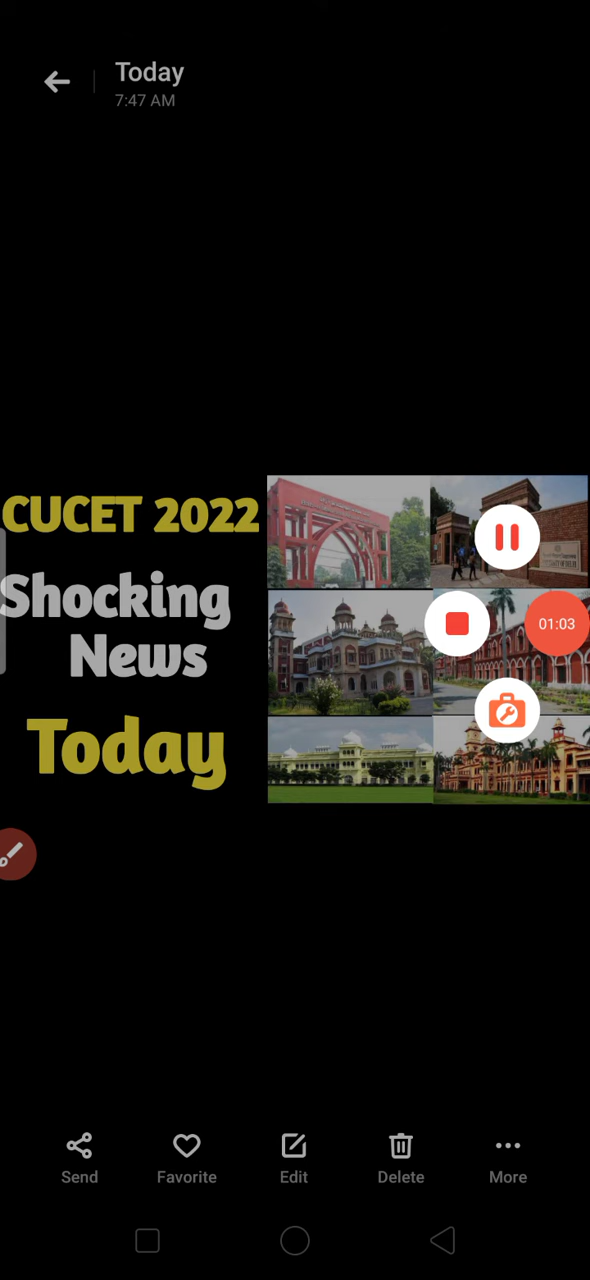 Today
7:47 AM
CUCET 2022
Shocking
News
Today
01:03
Send
Favorite
Edit
Delete
More